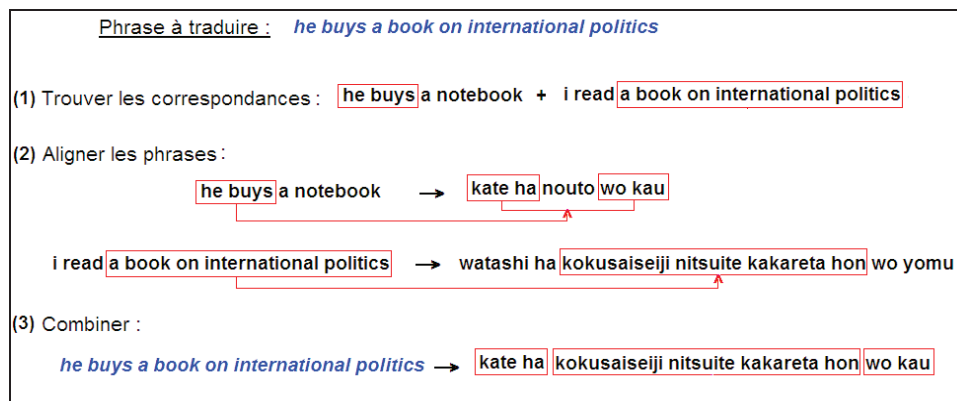 Phrase à traduire : he buys a book on international politics
(1) Trouver les correspondances : he buys a notebook + i read a book on international politics
(2) Aligner les phrases :
he buys a notebook → kate ha nouto wo kau
i read a book on international politics → watashi ha kokusaiseiji nitsuite kakareta hon wo yomu
(3) Combiner :
he buys a book on international politics → kate ha kokusaiseiji nitsuite kakareta hon wo kau